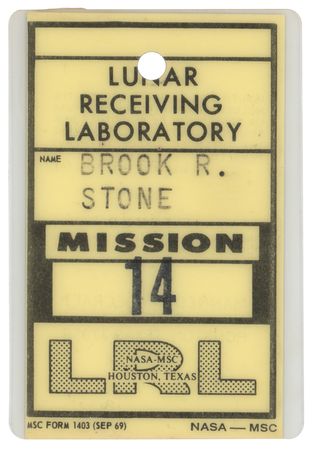 LUNAR
RECEIVING
LABORATORY
NAME BROOK R.
STONE
MISSION
14
LRL
NASA-MSC
HOUSTON, TEXAS
MSC FORM 1403 (SEP 69) NASA — MSC